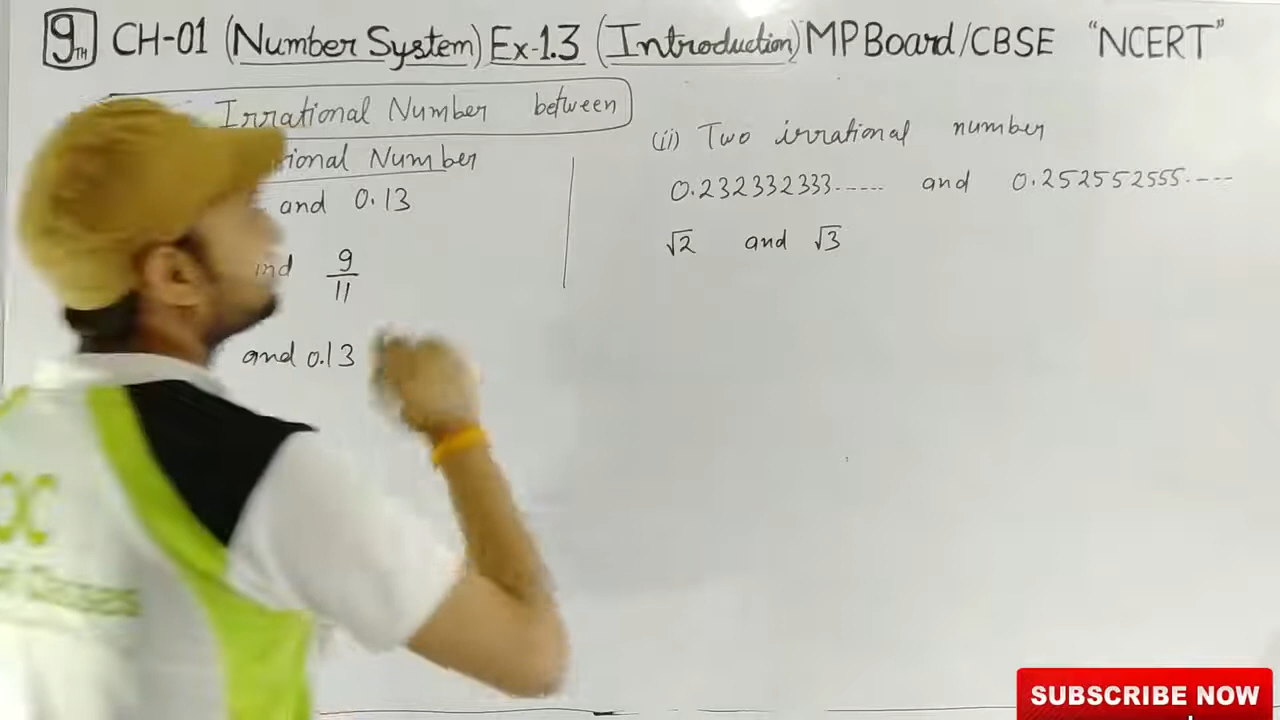 9TH CH-01 (Number System) Ex-1.3 (Introduction) MP Board/CBSE "NCERT"
Irrational Number between
Number
and 0.13
9
11
and 0.13
(ii) Two irrational number
0.232332333...... and 0.252552555.----
√2 and √3
SUBSCRIBE NOW